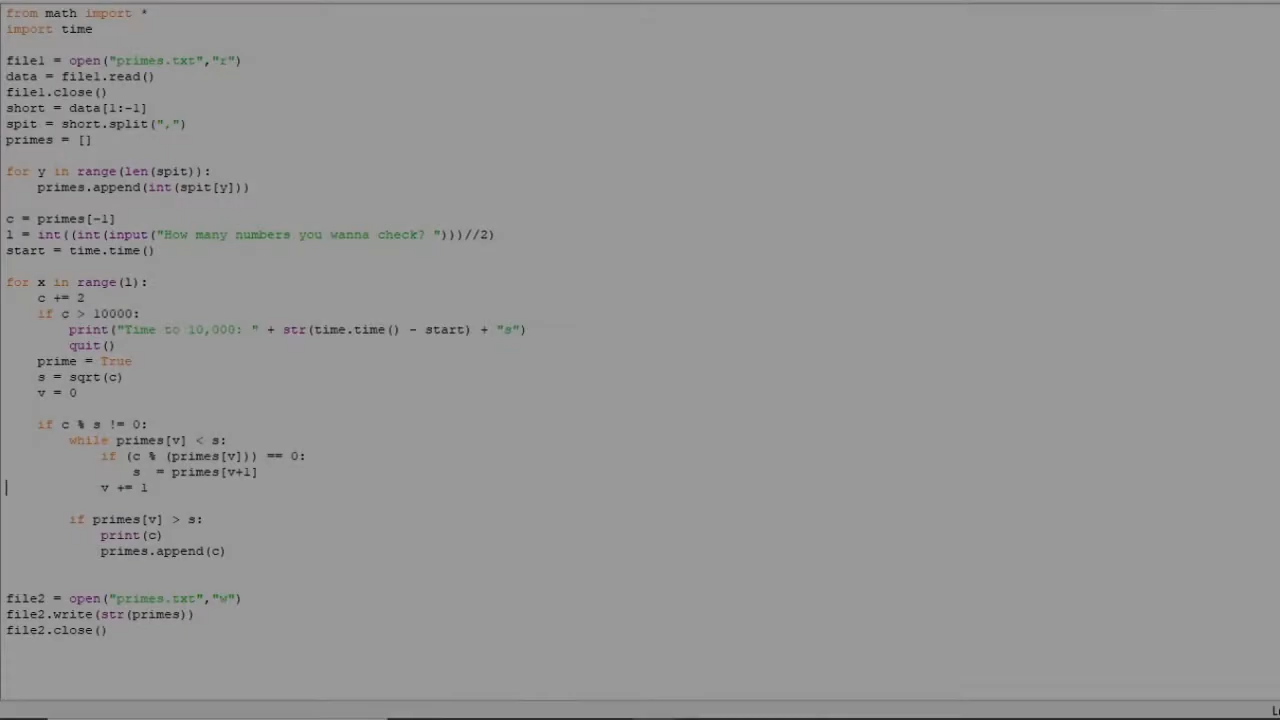 from math import *
import time

file1 = open("primes.txt","r")
data = file1.read()
file1.close()
short = data[1:-1]
spit = short.split(",")
primes = []

for y in range(len(spit)):
    primes.append(int(spit[y]))

c = primes[-1]
l = int((int(input("How many numbers you wanna check? ")))//2)
start = time.time()

for x in range(l):
    c += 2
    if c > 10000:
        print("Time to 10,000: " + str(time.time() - start) + "s")
        quit()
    prime = True
    s = sqrt(c)
    v = 0

    if c % s != 0:
        while primes[v] < s:
            if (c % (primes[v])) == 0:
                s  = primes[v+1]
            v += 1

        if primes[v] > s:
            print(c)
            primes.append(c)


file2 = open("primes.txt","w")
file2.write(str(primes))
file2.close()